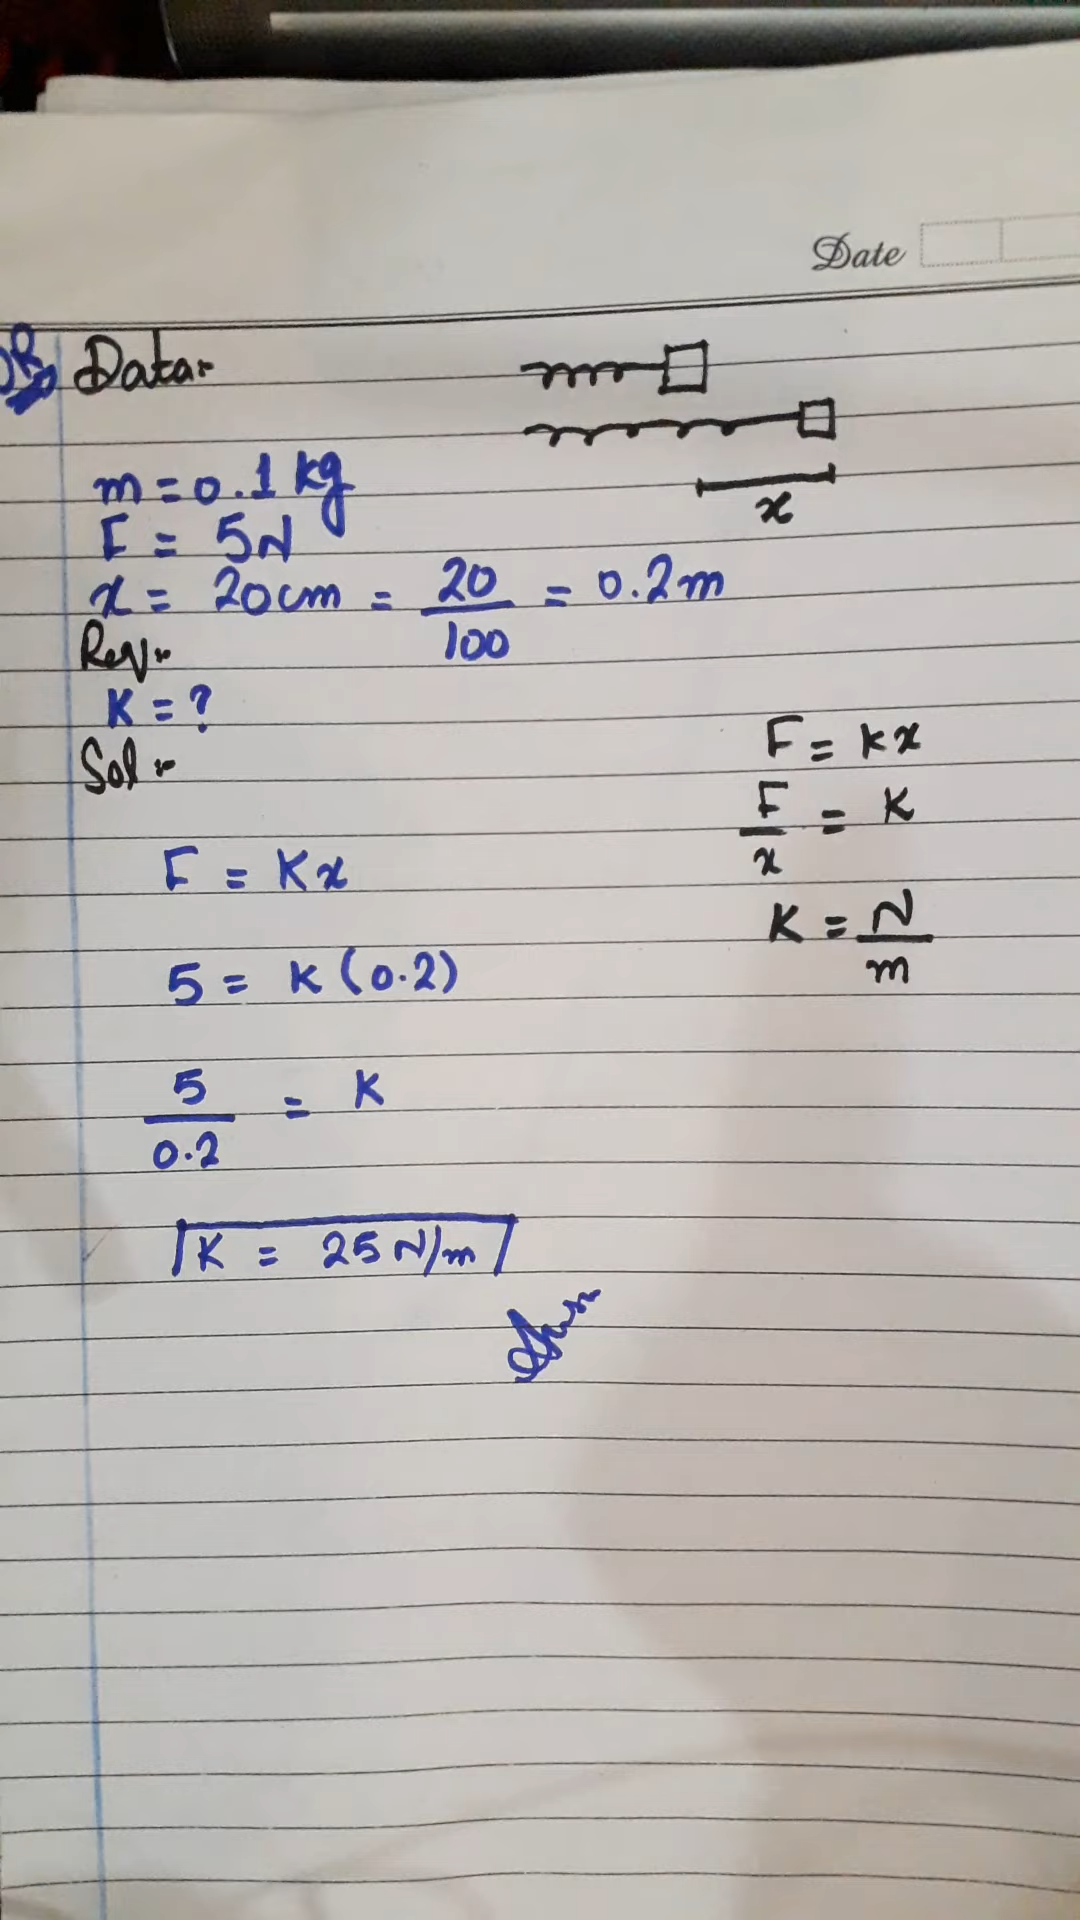 Date
OR Data:-
m = 0.1 kg
F = 5N
x
x = 20cm = 20/100 = 0.2m
Req:-
K = ?
Sol:-
F = Kx
5 = K(0.2)
5/0.2 = K
K = 25 N/m
Ans
F = Kx
F/x = K
K = N/m